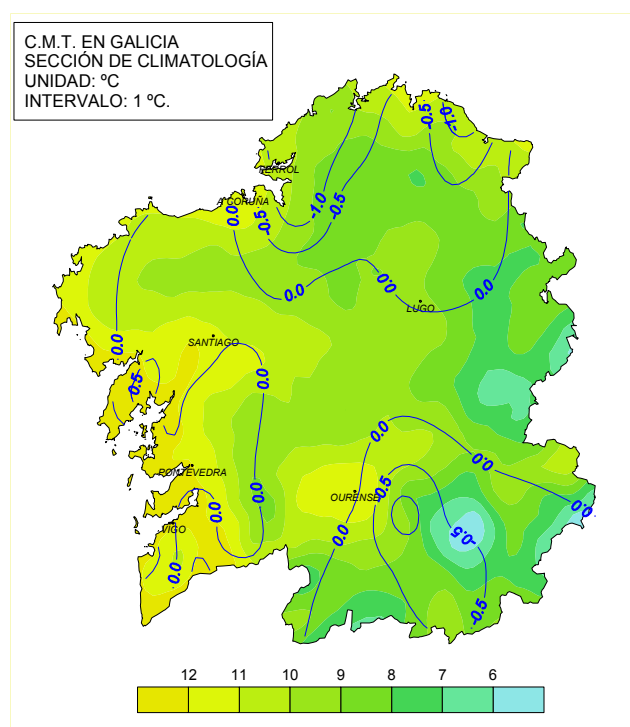 C.M.T. EN GALICIA
SECCIÓN DE CLIMATOLOGÍA
UNIDAD: ºC
INTERVALO: 1 ºC.
-0.5
-1.0
FERROL
A CORUÑA
0.0
-0.5
-1.0
-0.5
0.0
0.0
0.0
LUGO
SANTIAGO
0.0
0.5
0.0
0.0
0.0
PONTEVEDRA
0.0
0.0
OURENSE
-0.5
0.0
VIGO
0.0
0.0
-0.5
-0.5
12 11 10 9 8 7 6